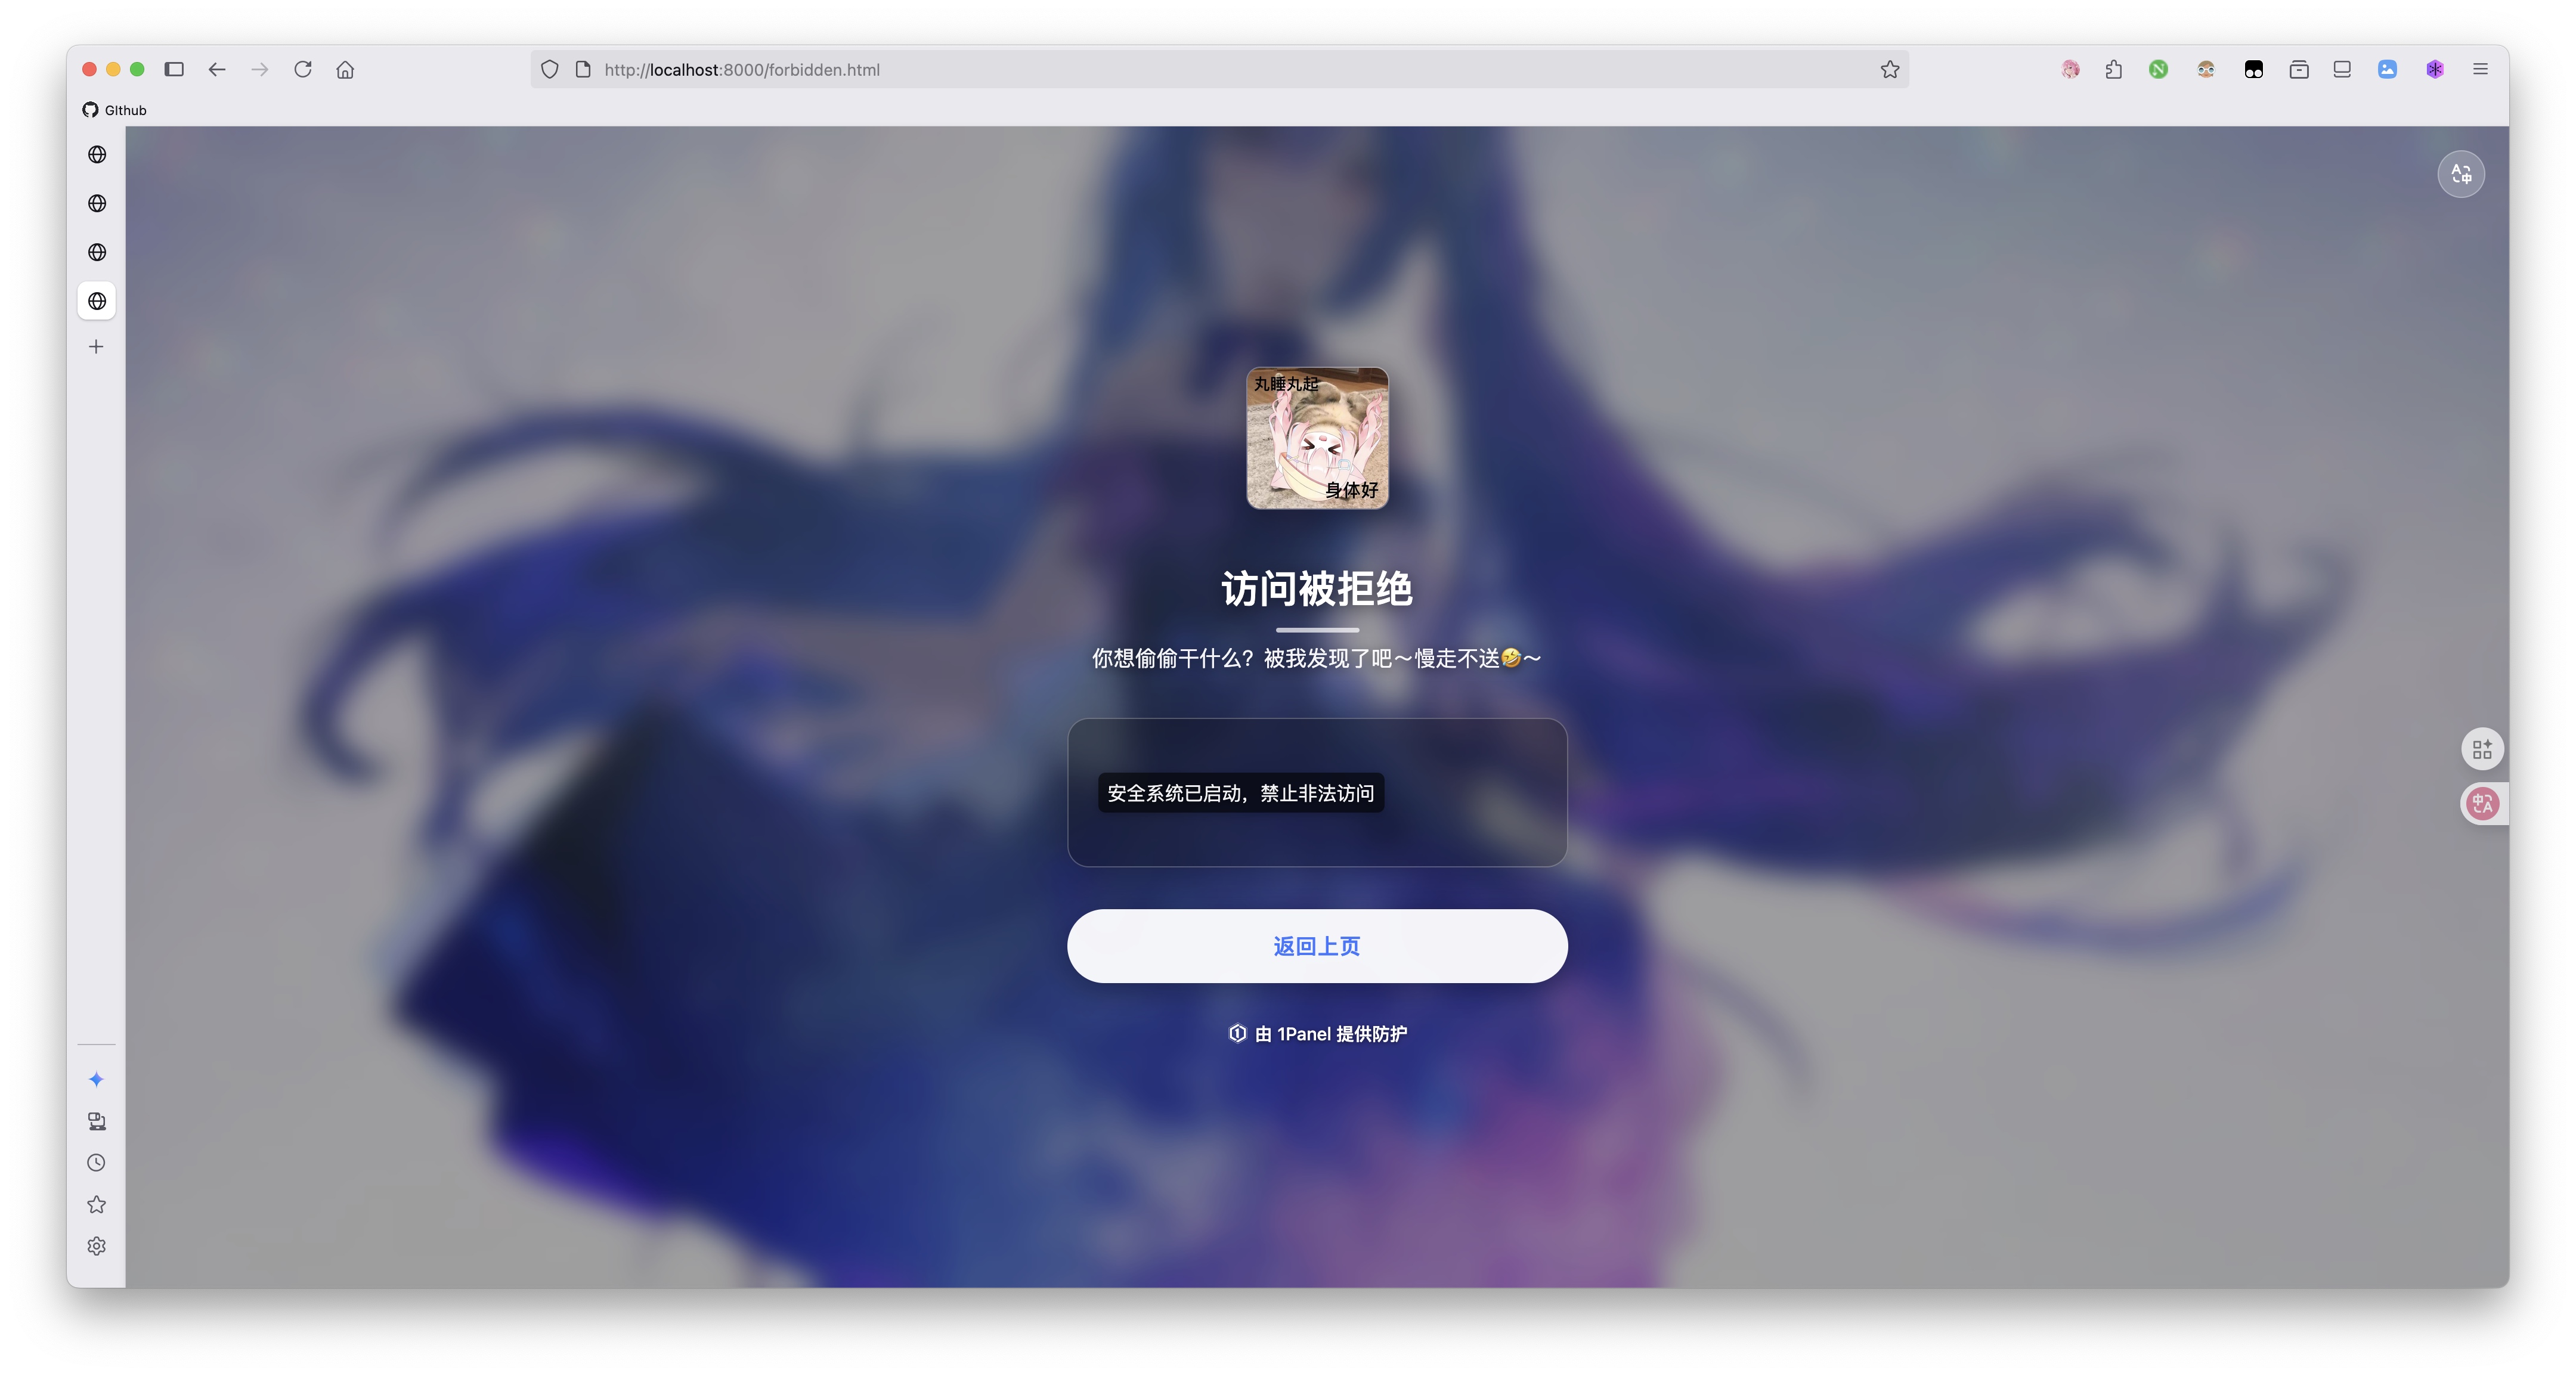 http://localhost:8000/forbidden.html
GIthub
丸睡丸起
身体好
访问被拒绝
你想偷偷干什么？被我发现了吧～慢走不送🤣～
安全系统已启动，禁止非法访问
返回上页
由 1Panel 提供防护